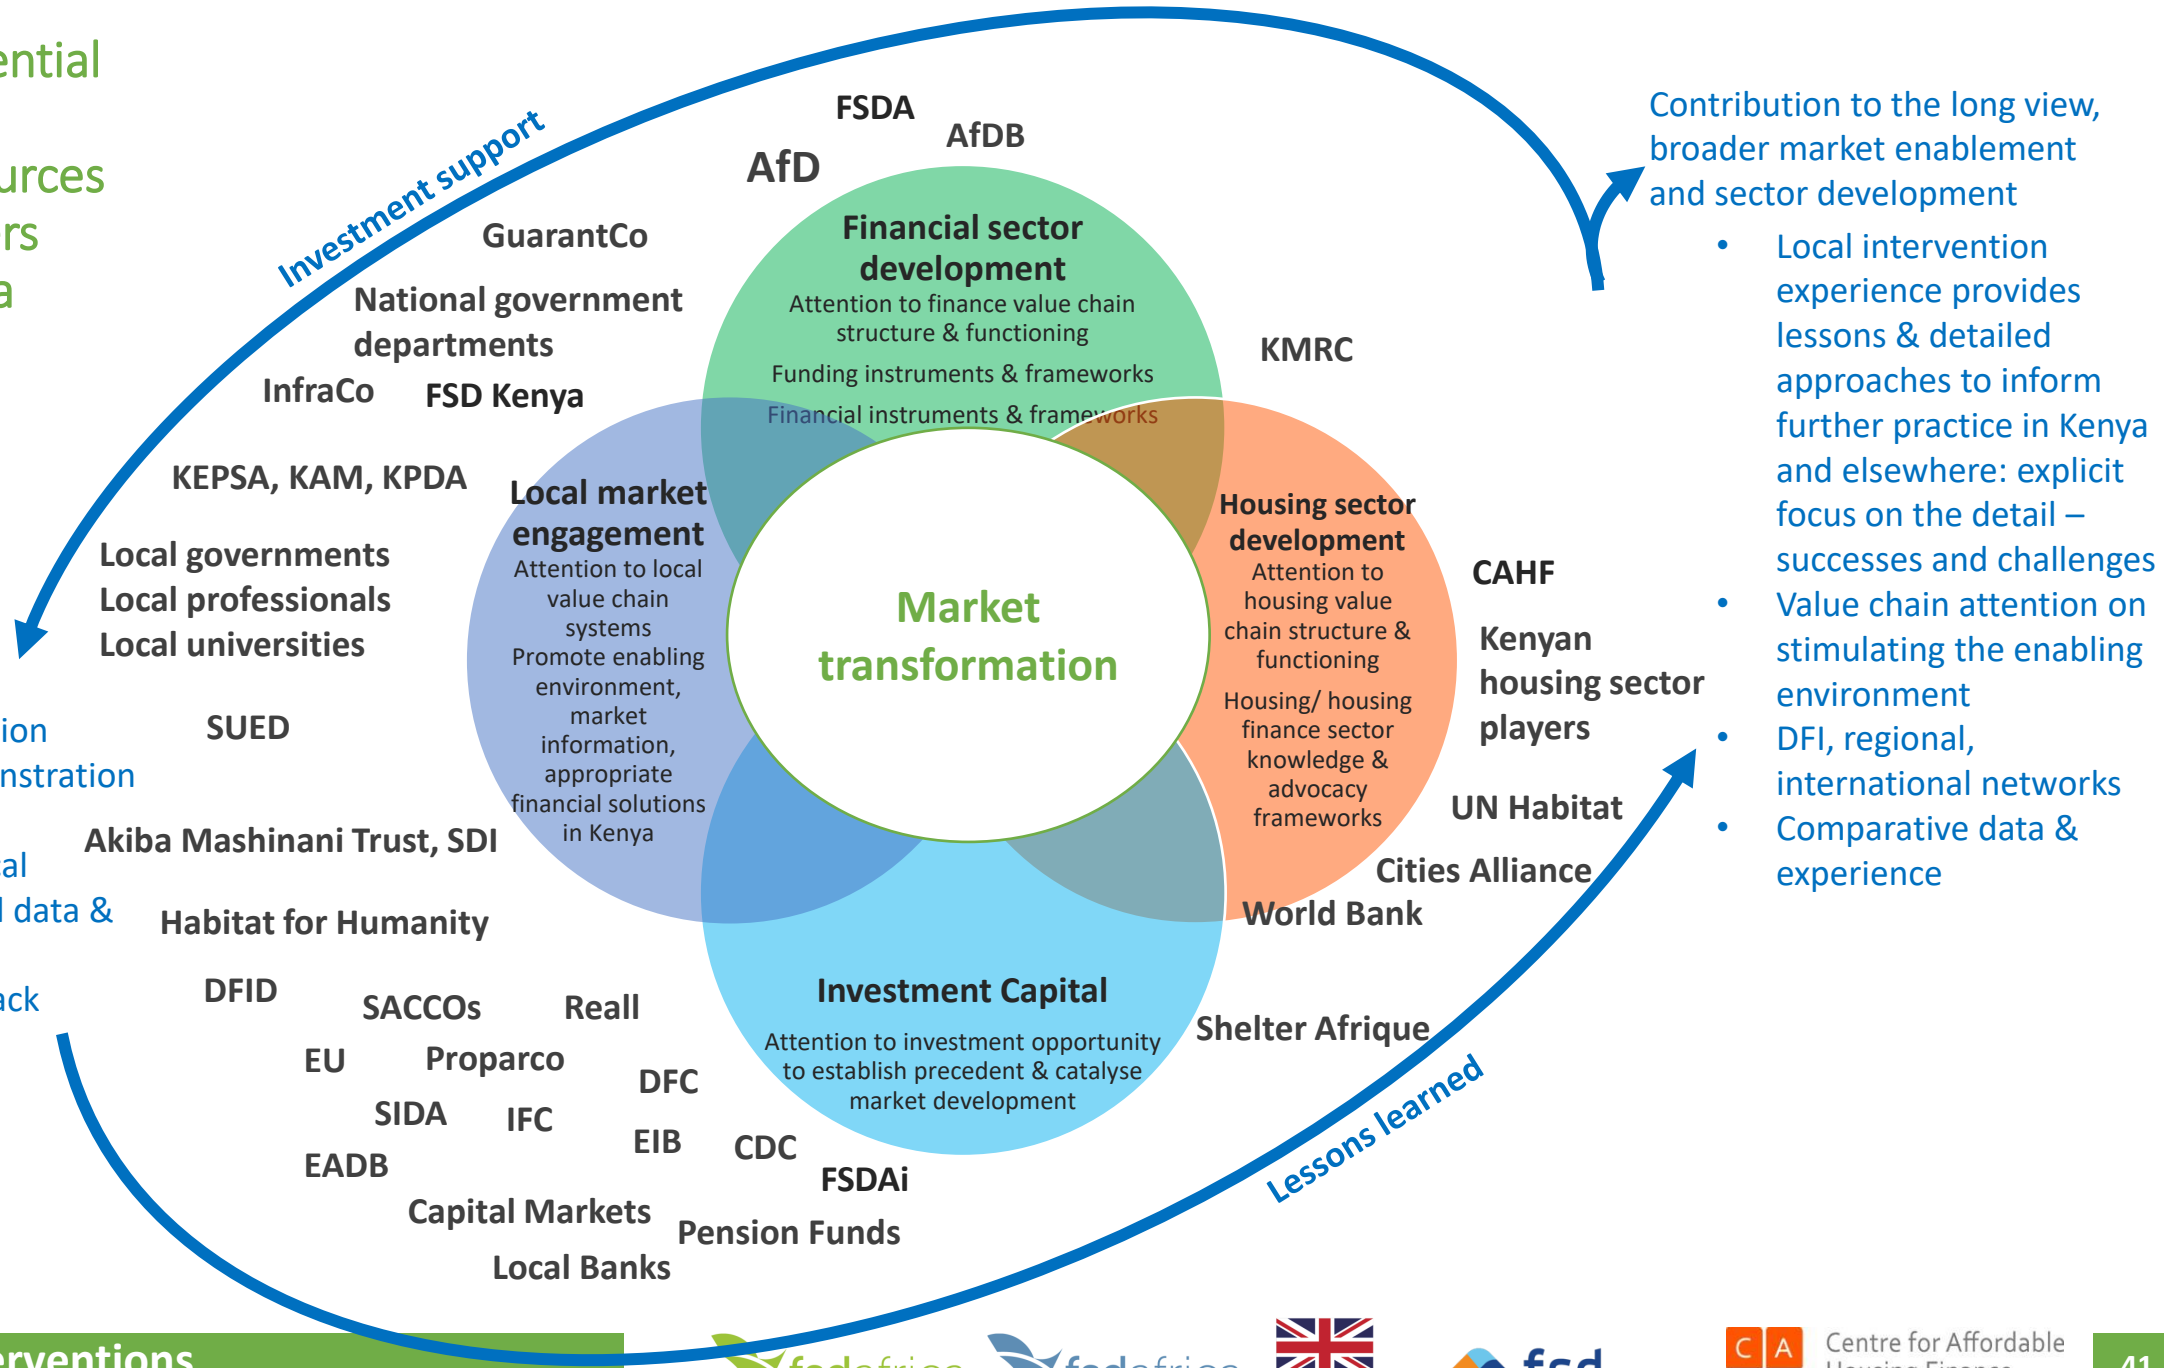 Investment support
FSDA
AfDB
AfD
GuarantCo
National government
departments
InfraCo
FSD Kenya
KMRC
KEPSA, KAM, KPDA
Local governments
Local professionals
Local universities
SUED
Akiba Mashinani Trust, SDI
Habitat for Humanity
data &
DFID
SACCOs
Reall
EU
Proparco
DFC
SIDA
IFC
EIB
CDC
EADB
FSDAi
Capital Markets
Pension Funds
Local Banks
Financial sector
development
Attention to finance value chain
structure & functioning
Funding instruments & frameworks
Financial instruments & frameworks
Local market
engagement
Attention to local
value chain
systems
Promote enabling
environment,
market
information,
appropriate
financial solutions
in Kenya
Market
transformation
Housing sector
development
Attention to
housing value
chain structure &
functioning
Housing/ housing
finance sector
knowledge &
advocacy
frameworks
Investment Capital
Attention to investment opportunity
to establish precedent & catalyse
market development
CAHF
Kenyan
housing sector
players
UN Habitat
Cities Alliance
World Bank
Shelter Afrique
Lessons learned
Contribution to the long view,
broader market enablement
and sector development
• Local intervention
experience provides
lessons & detailed
approaches to inform
further practice in Kenya
and elsewhere: explicit
focus on the detail –
successes and challenges
• Value chain attention on
stimulating the enabling
environment
• DFI, regional,
international networks
• Comparative data &
experience
fsdafrica
fsdafrica
fsd
C A
Centre for Affordable
Housing Finance
41